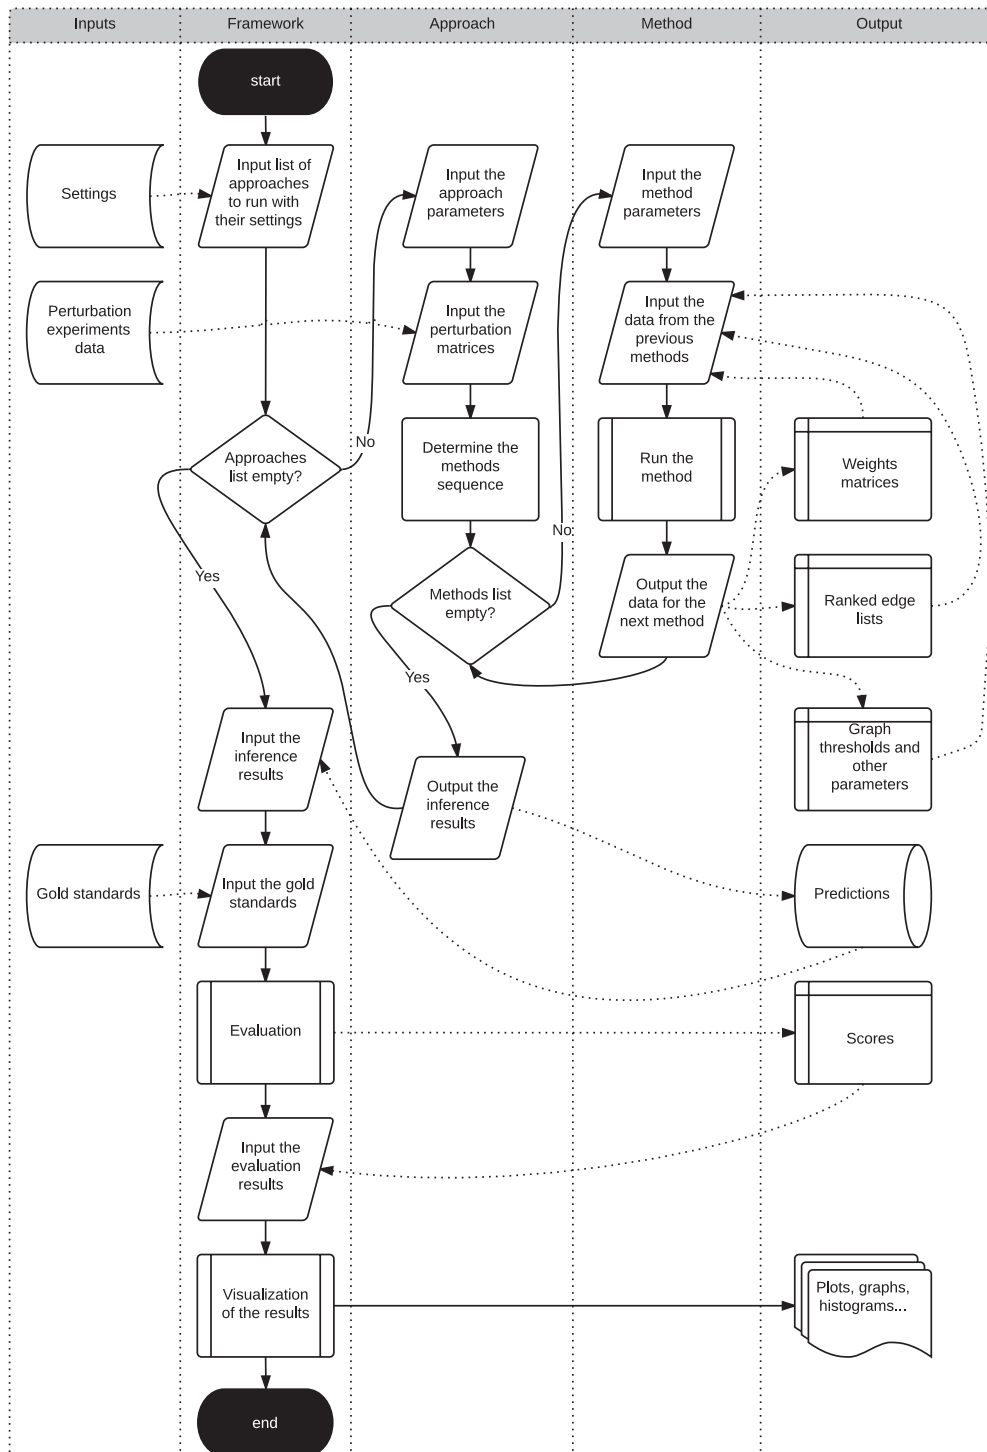 Inputs
Framework
Approach
Method
Output
start
Settings
Input list of
approaches
to run with
their settings
Input the
approach
parameters
Input the
method
parameters
Perturbation
experiments
data
Input the
perturbation
matrices
Input the
data from the
previous
methods
Approaches
list empty?
No
Determine the
methods
sequence
Run the
method
Weights
matrices
No
Yes
Methods list
empty?
Output the
data for the
next method
Ranked edge
lists
Yes
Input the
inference
results
Output the
inference
results
Graph
thresholds and
other
parameters
Gold standards
Input the gold
standards
Predictions
Evaluation
Scores
Input the
evaluation
results
Visualization
of the results
Plots, graphs,
histograms...
end